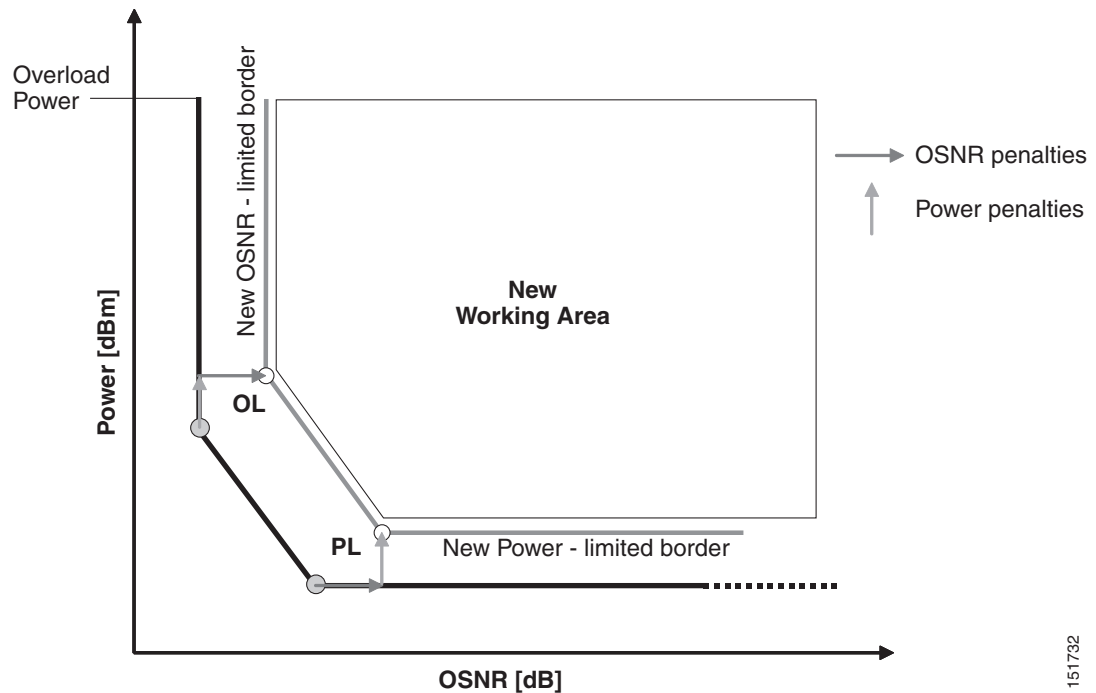 Overload
Power
New OSNR - limited border
OSNR penalties
Power penalties
New
Working Area
Power [dBm]
OL
PL
New Power - limited border
OSNR [dB]
151732